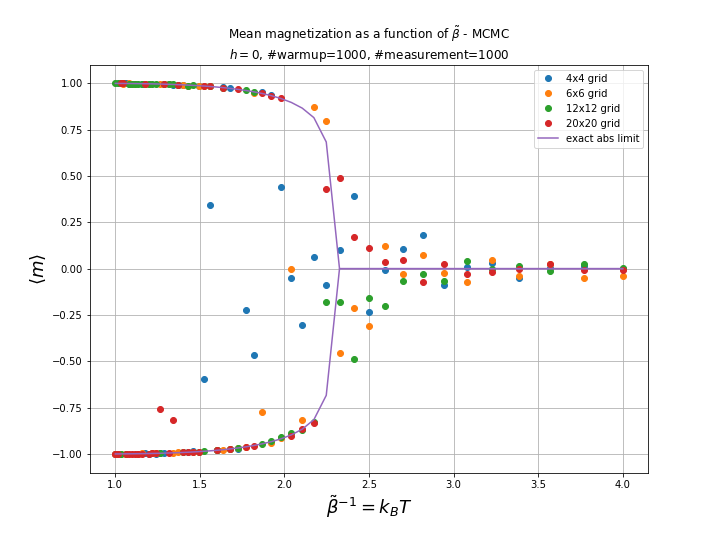 Mean magnetization as a function of β̃ - MCMC
h = 0, #warmup=1000, #measurement=1000
1.00
0.75
0.50
0.25
0.00
−0.25
−0.50
−0.75
−1.00
⟨m⟩
4x4 grid
6x6 grid
12x12 grid
20x20 grid
exact abs limit
1.0 1.5 2.0 2.5 3.0 3.5 4.0
β̃⁻¹ = k_BT